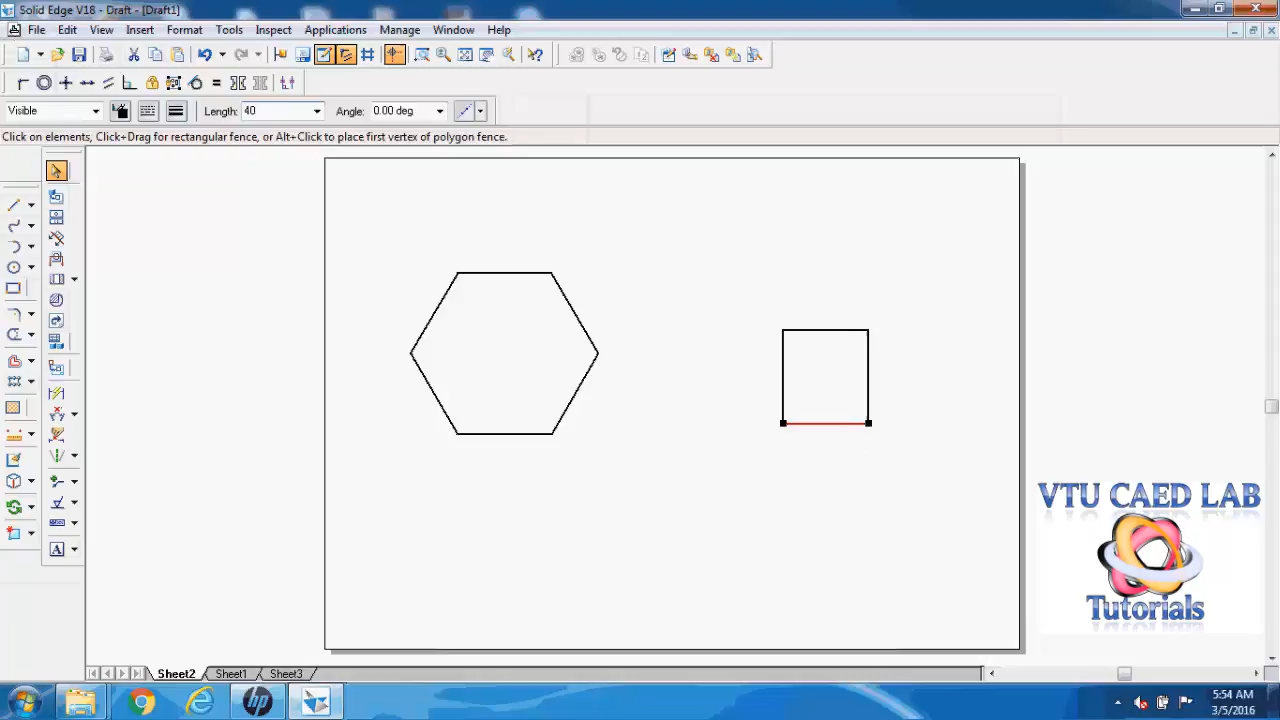 Solid Edge V18 - Draft - [Draft1]
File Edit View Insert Format Tools Inspect Applications Manage Window Help
Visible Length: 40 Angle: 0.00 deg
Click on elements, Click+Drag for rectangular fence, or Alt+Click to place first vertex of polygon fence.
A
VTU CAED LAB
Tutorials
Sheet2 Sheet1 Sheet3
hp
5:54 AM
3/5/2016